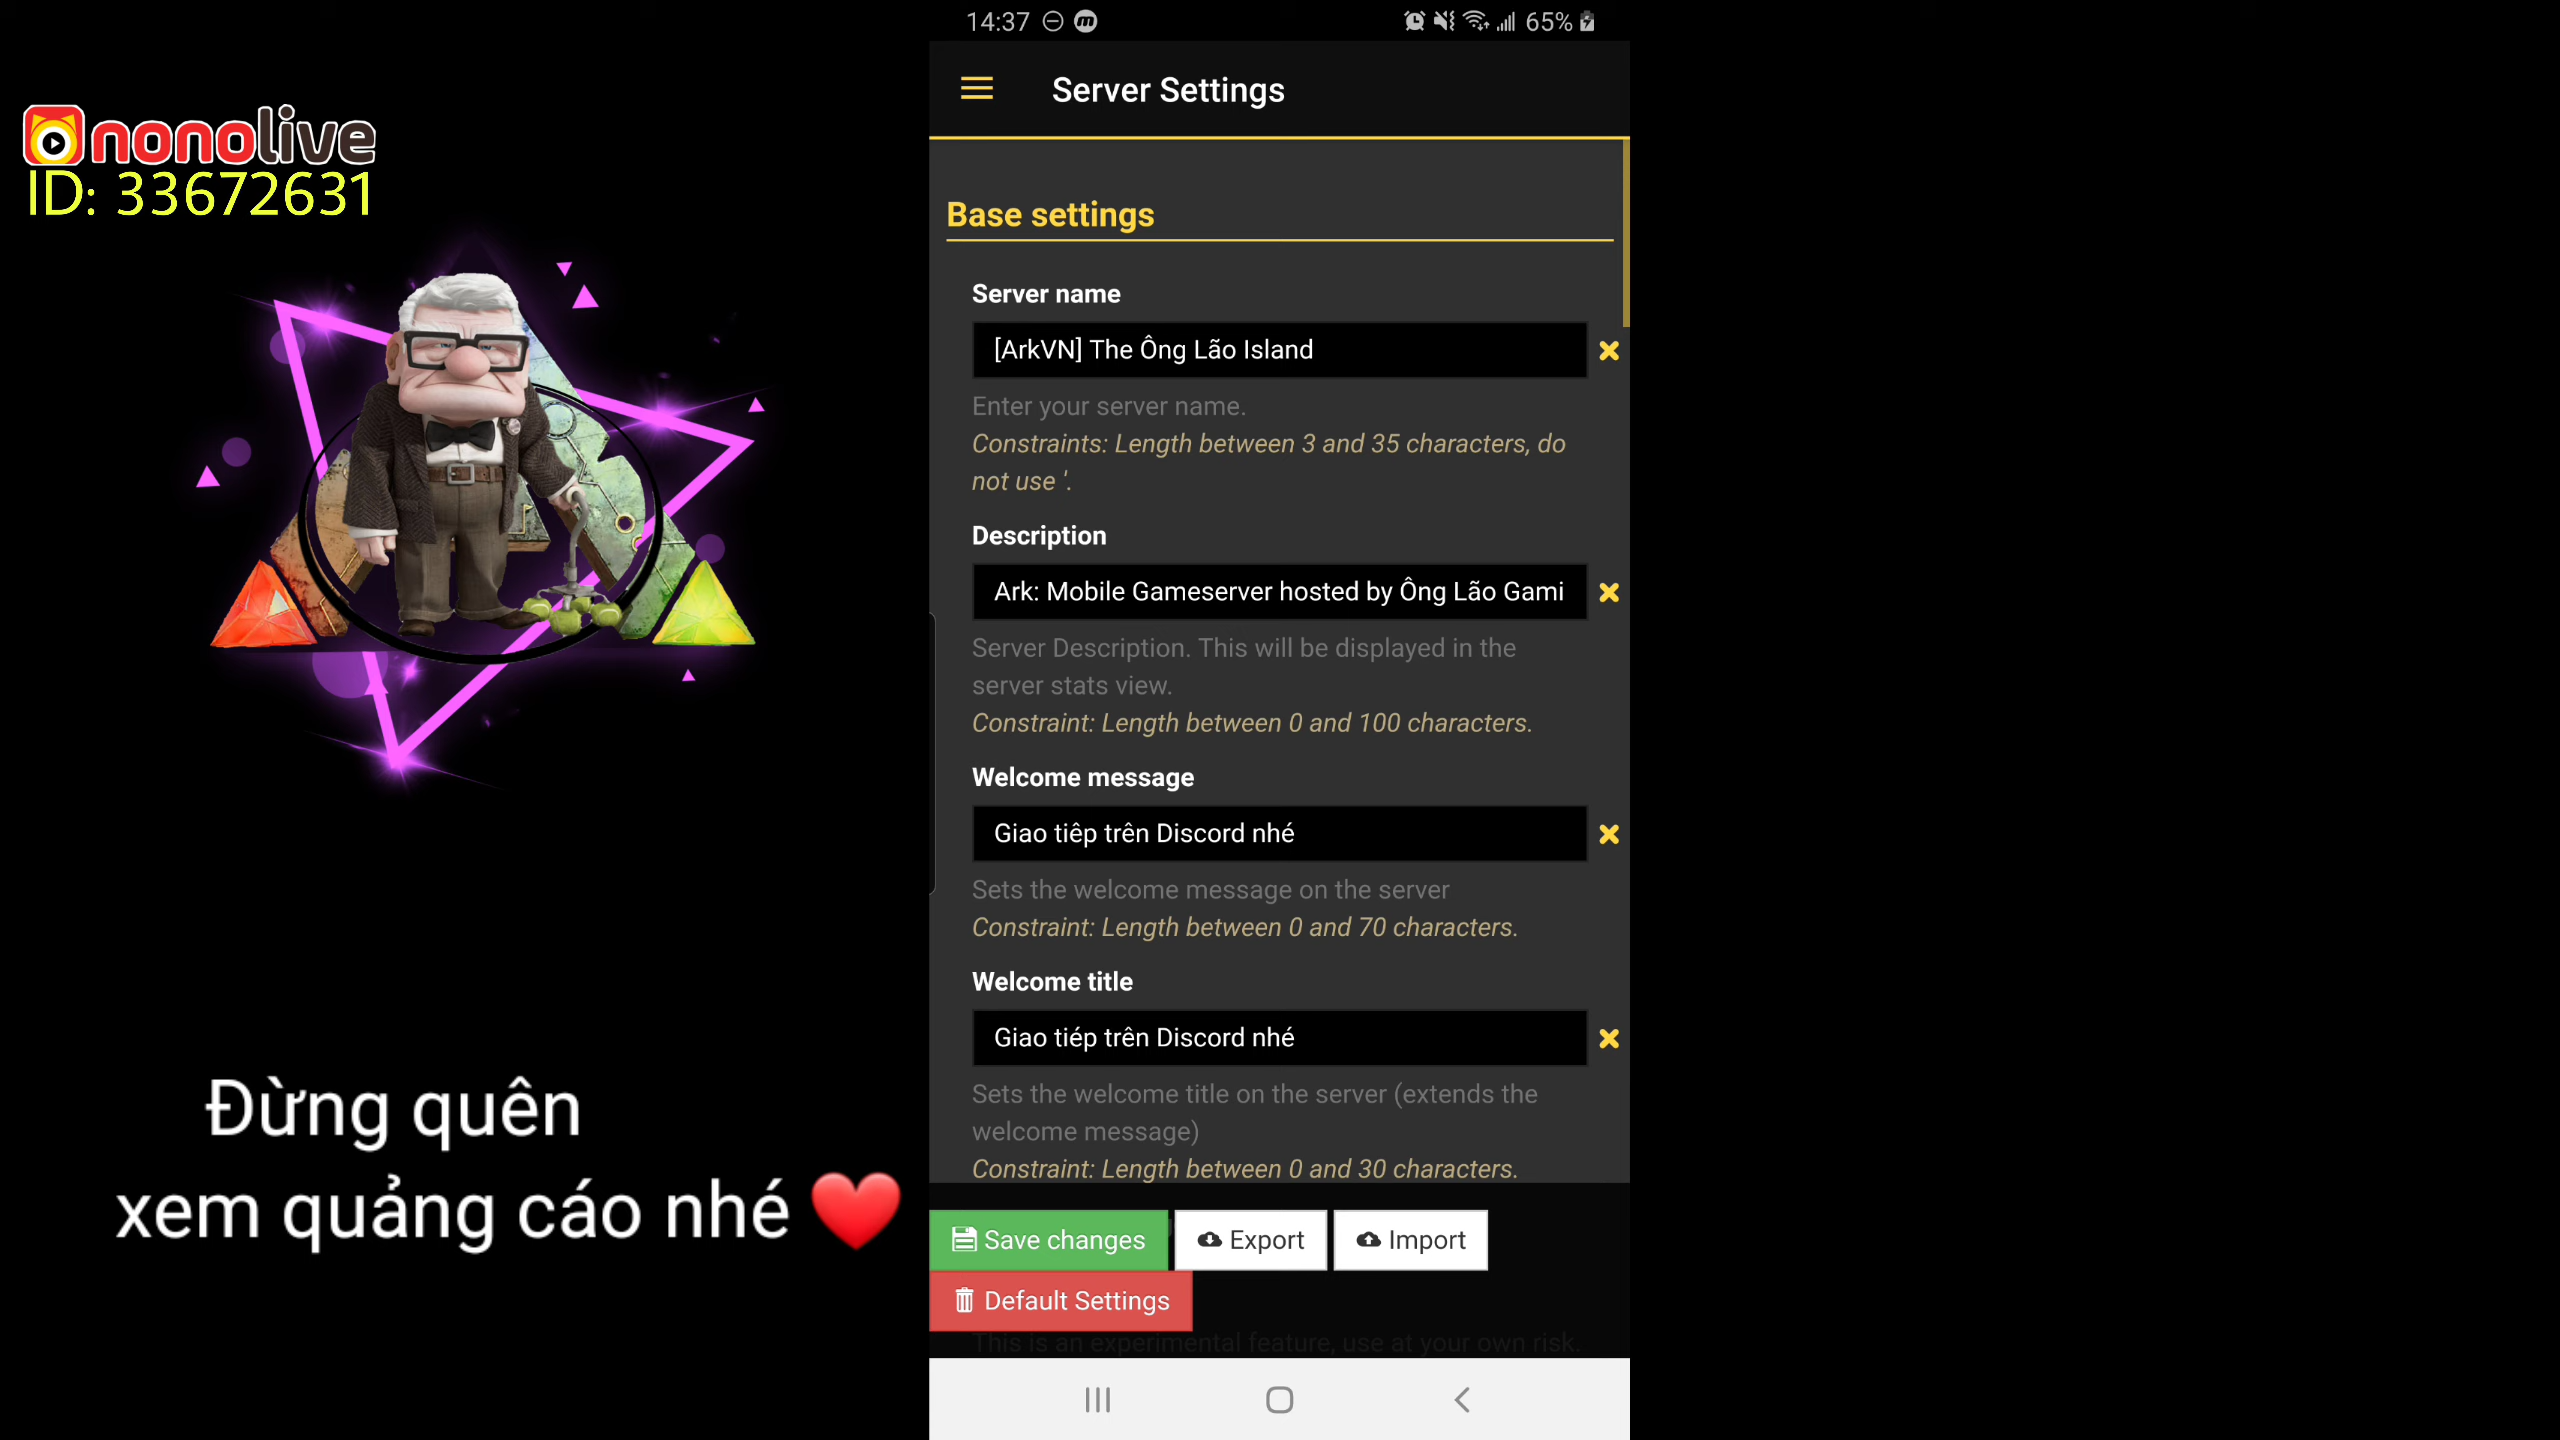 nonolive
ID: 33672631
Đừng quên
xem quảng cáo nhé
14:37
65%
Server Settings
Base settings
Server name
[ArkVN] The Ông Lão Island
Enter your server name.
Constraints: Length between 3 and 35 characters, do
not use '.
Description
Ark: Mobile Gameserver hosted by Ông Lão Gami
Server Description. This will be displayed in the
server stats view.
Constraint: Length between 0 and 100 characters.
Welcome message
Giao tiêp trên Discord nhé
Sets the welcome message on the server
Constraint: Length between 0 and 70 characters.
Welcome title
Giao tiép trên Discord nhé
Sets the welcome title on the server (extends the
welcome message)
Constraint: Length between 0 and 30 characters.
Save changes
Export
Import
Default Settings
This is an experimental feature, use at your own risk.